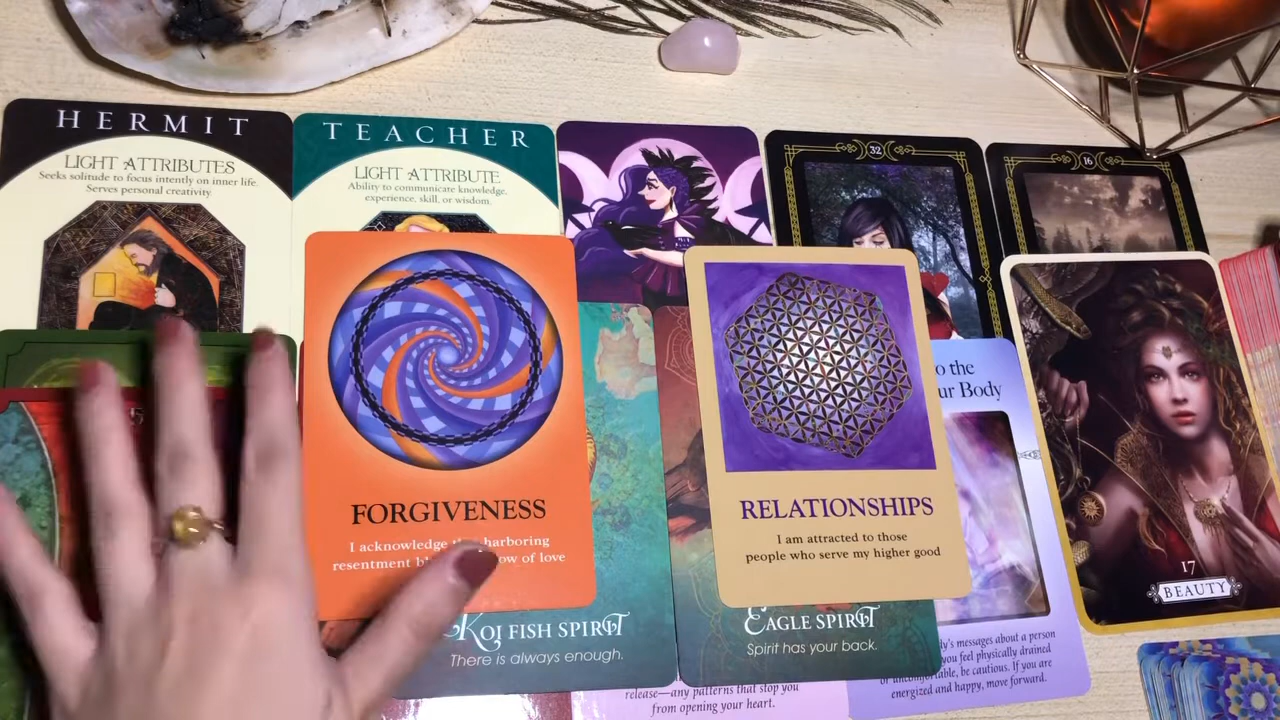 HERMIT
LIGHT ATTRIBUTES
Seeks solitude to focus intently on inner life.
Serves personal creativity.
TEACHER
LIGHT ATTRIBUTE
Ability to communicate knowledge,
experience, skill, or wisdom.
32
16
FORGIVENESS
I acknowledge harboring
resentment of love
RELATIONSHIPS
I am attracted to those
people who serve my higher good
to the
Your Body
17
BEAUTY
KOI FISH SPIRIT
There is always enough.
EAGLE SPIRIT
Spirit has your back.
messages about a person
you feel physically drained
or uncomfortable, be cautious. If you are
energized and happy, move forward.
release—any patterns that stop you
from opening your heart.